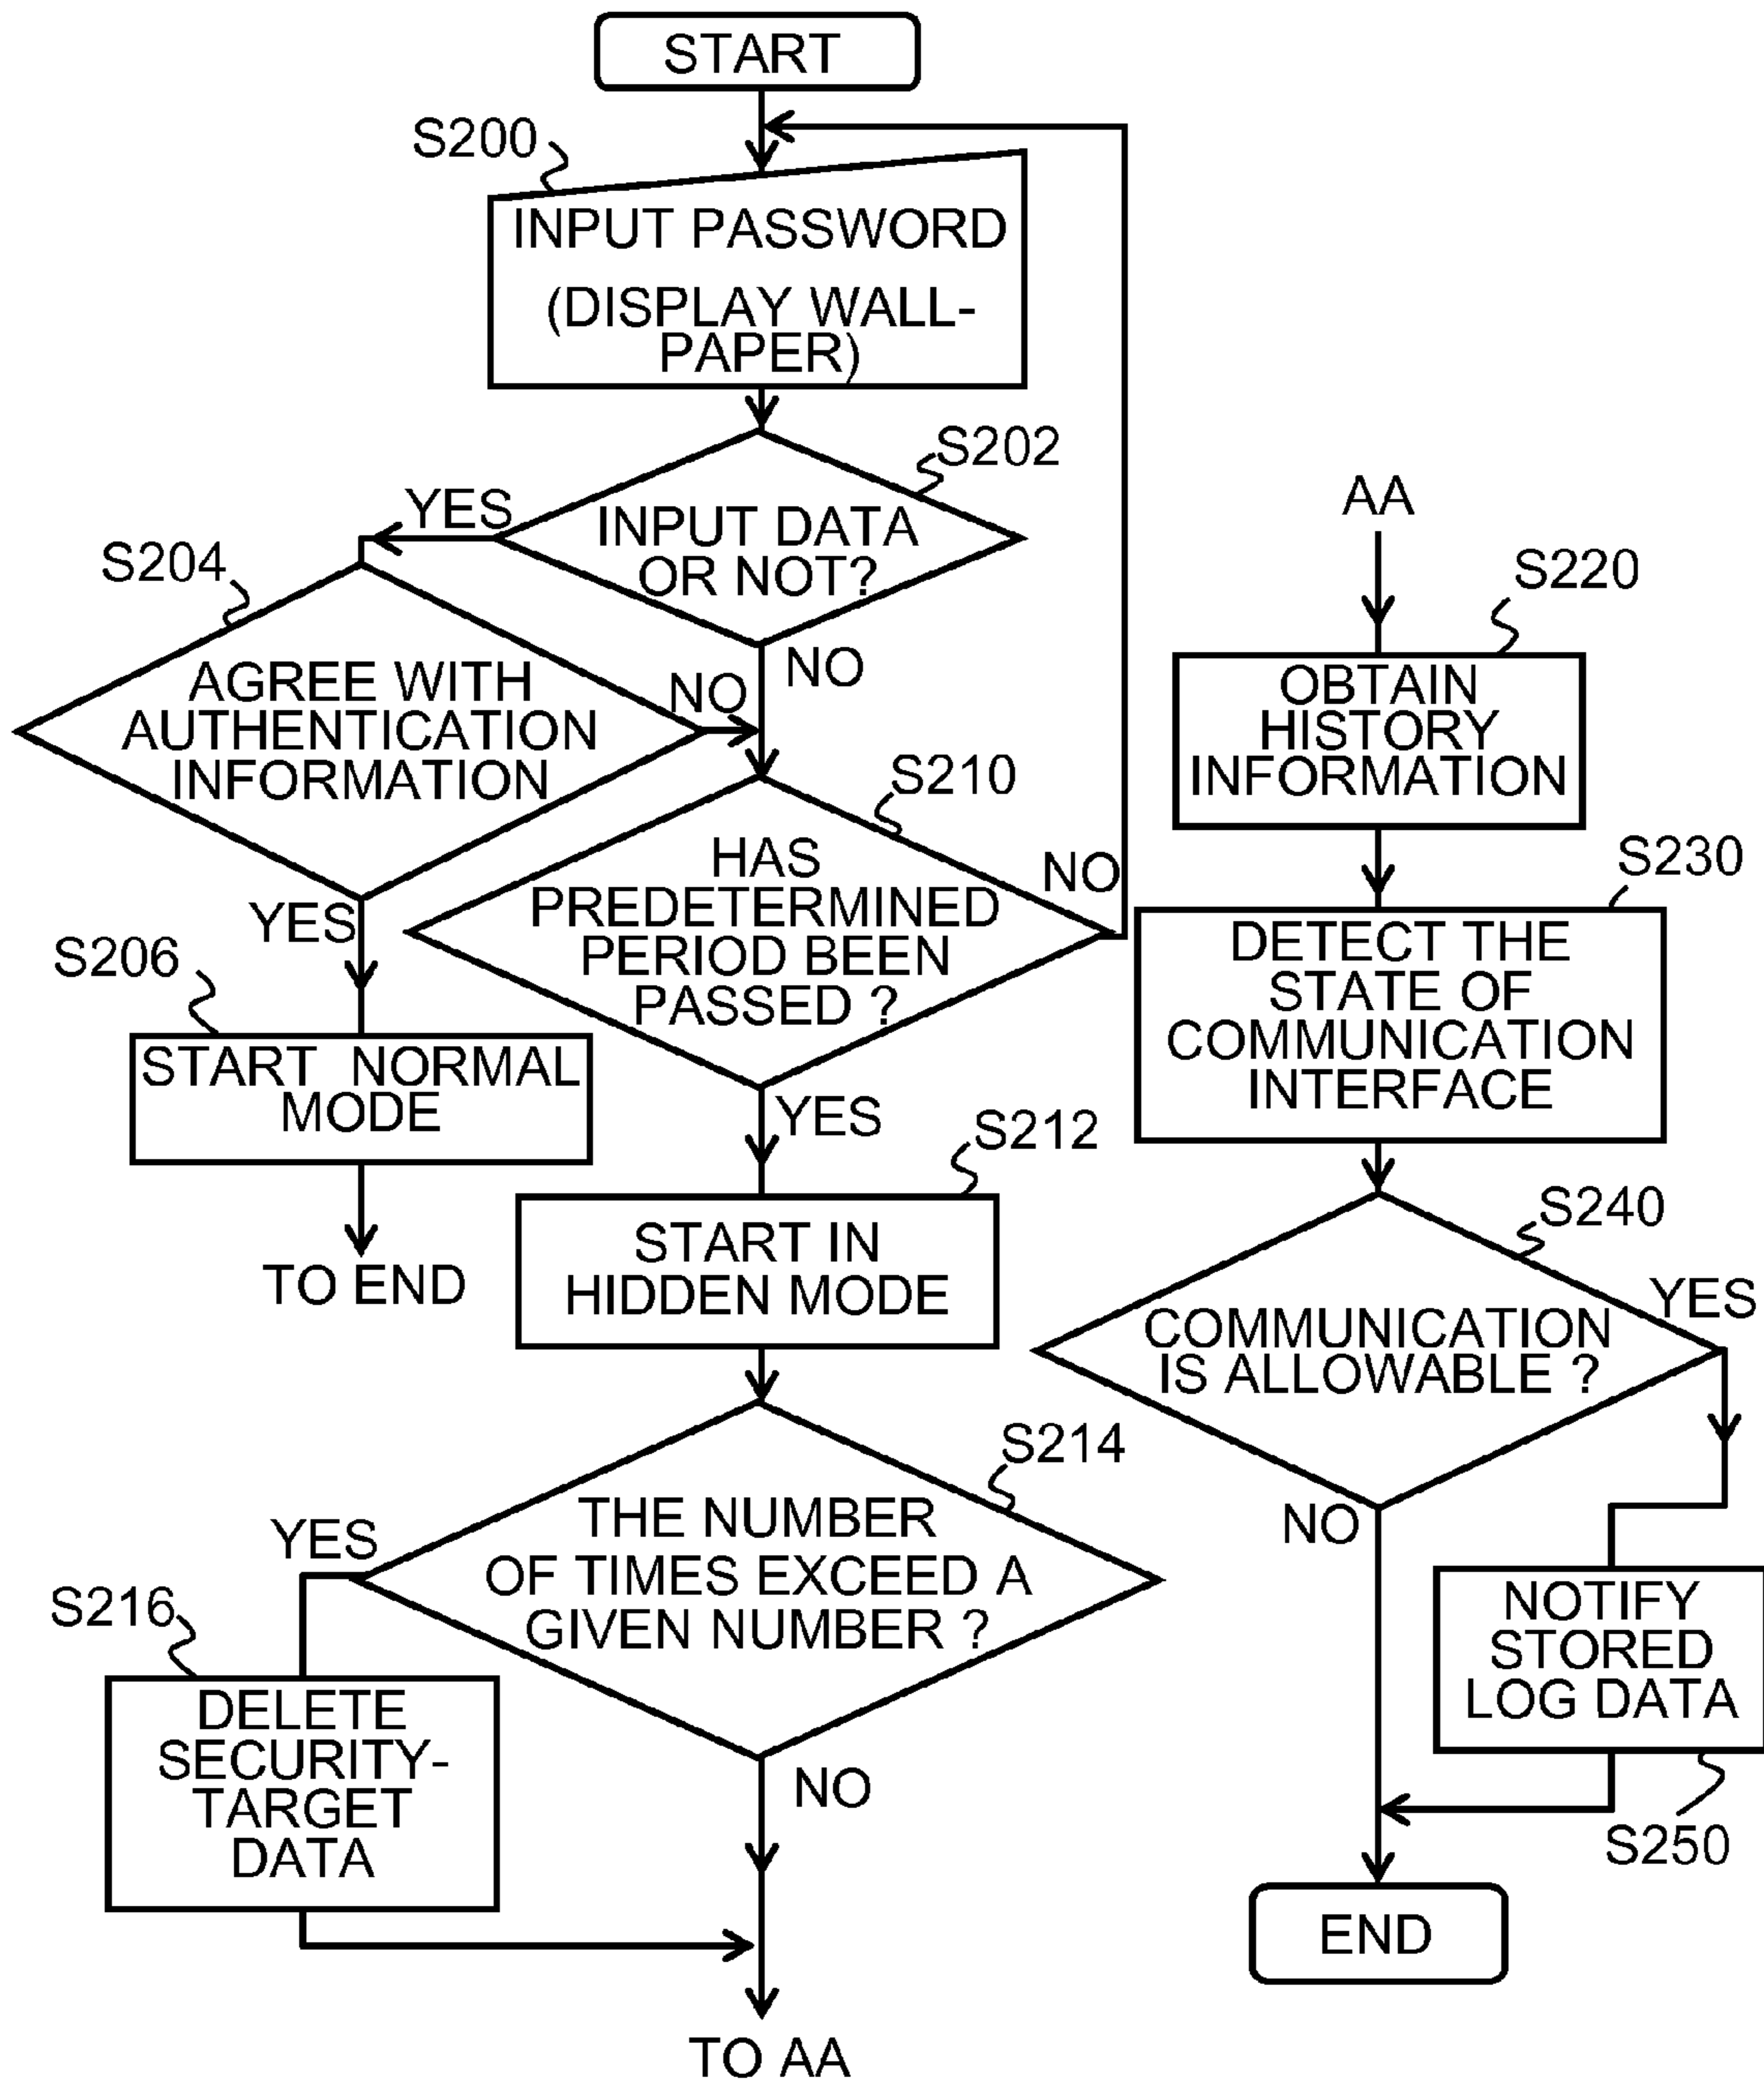 START
S200
INPUT PASSWORD
(DISPLAY WALL-
PAPER)
S202
YES
INPUT DATA
OR NOT?
NO
S204
AGREE WITH
AUTHENTICATION
INFORMATION
NO
YES
S206
START NORMAL
MODE
TO END
S210
HAS
PREDETERMINED
PERIOD BEEN
PASSED ?
NO
YES
S212
START IN
HIDDEN MODE
S214
THE NUMBER
OF TIMES EXCEED A
GIVEN NUMBER ?
YES
S216
DELETE
SECURITY-
TARGET
DATA
NO
TO AA
AA
S220
OBTAIN
HISTORY
INFORMATION
S230
DETECT THE
STATE OF
COMMUNICATION
INTERFACE
S240
COMMUNICATION
IS ALLOWABLE ?
YES
NO
NOTIFY
STORED
LOG DATA
S250
END